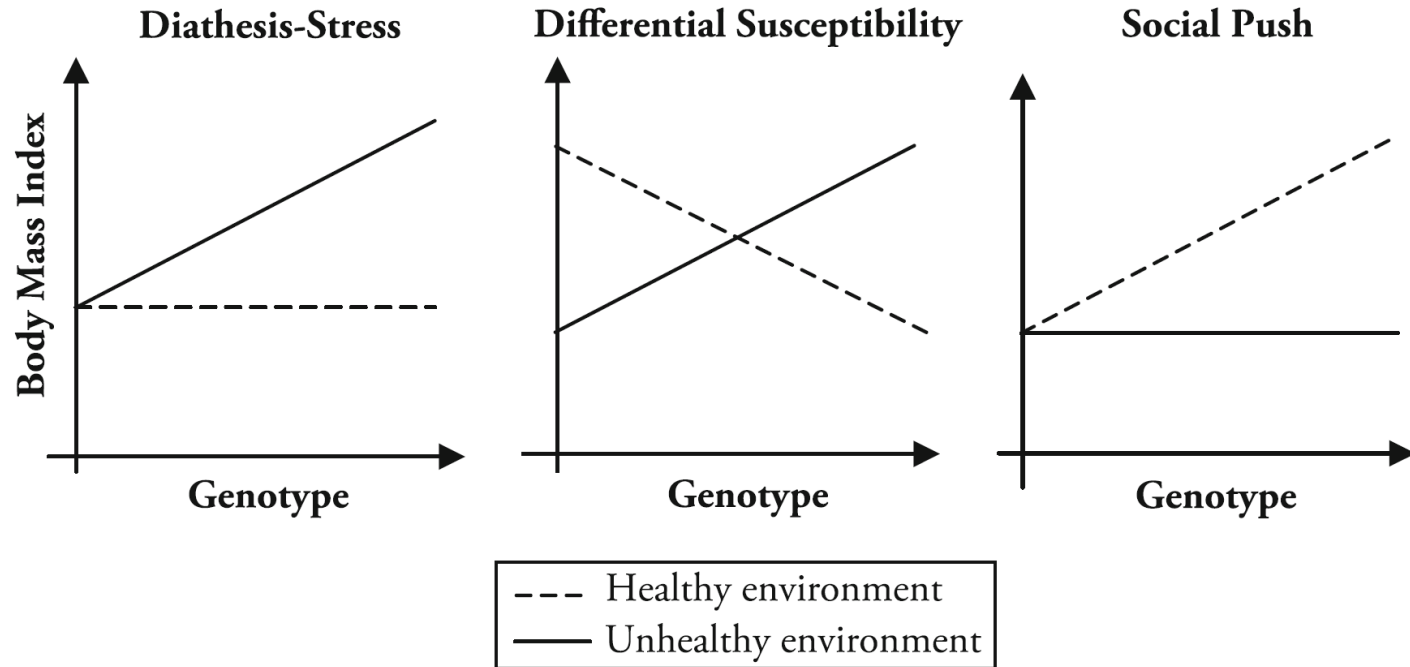 Diathesis-Stress
Differential Susceptibility
Social Push
Body Mass Index
Genotype
Genotype
Genotype
Healthy environment
Unhealthy environment